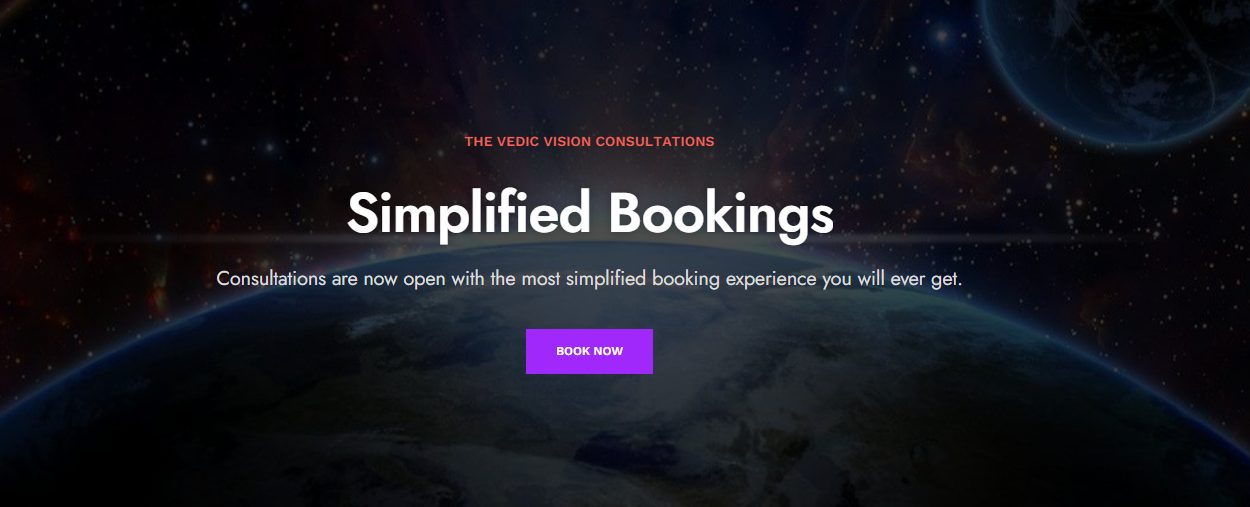 THE VEDIC VISION CONSULTATIONS
Simplified Bookings
Consultations are now open with the most simplified booking experience you will ever get.
BOOK NOW